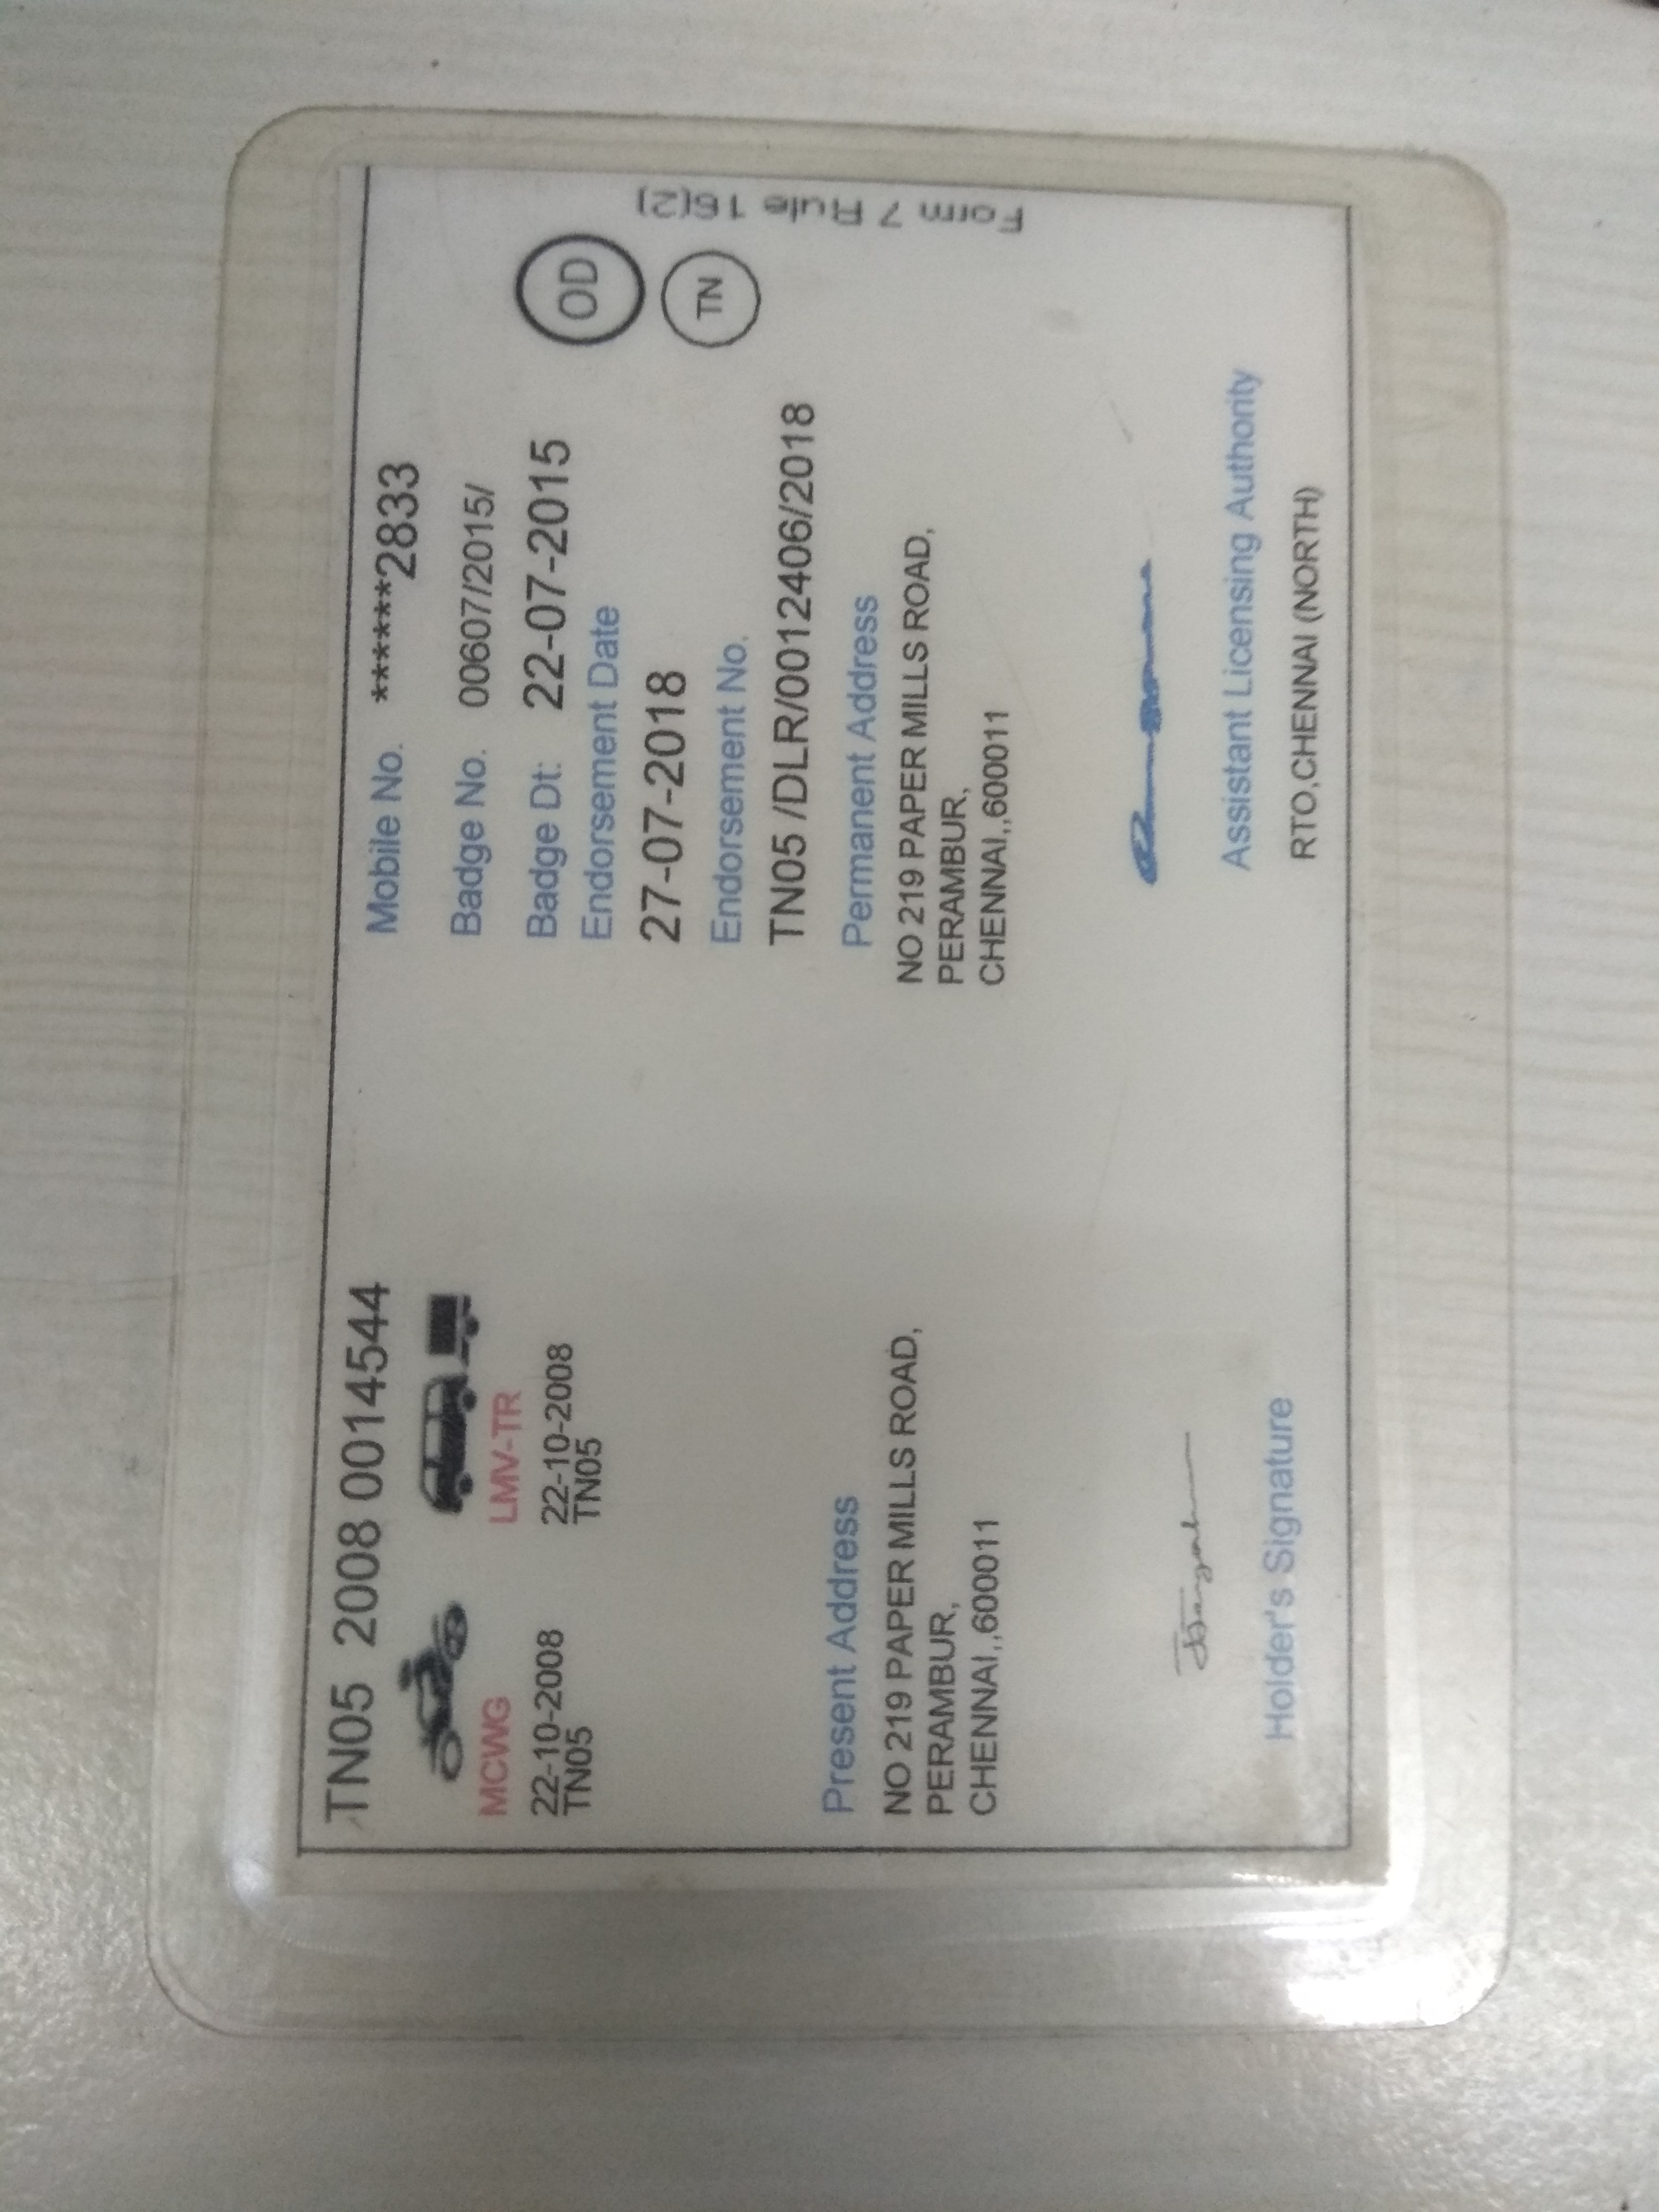 TN05 2008 0014544
MCWG
22-10-2008
TN05
LMV-TR
22-10-2008
TN05
Present Address
NO 219 PAPER MILLS ROAD,
PERAMBUR,
CHENNAI,,600011
Holder's Signature
Mobile No. ******2833
Badge No. 00607/2015/
Badge Dt: 22-07-2015
Endorsement Date
27-07-2018
Endorsement No.
TN05 /DLR/0012406/2018
Permanent Address
NO 219 PAPER MILLS ROAD,
PERAMBUR,
CHENNAI,,600011
Assistant Licensing Authority
RTO,CHENNAI (NORTH)
OD
TN
Form 7 Rule 16(2)